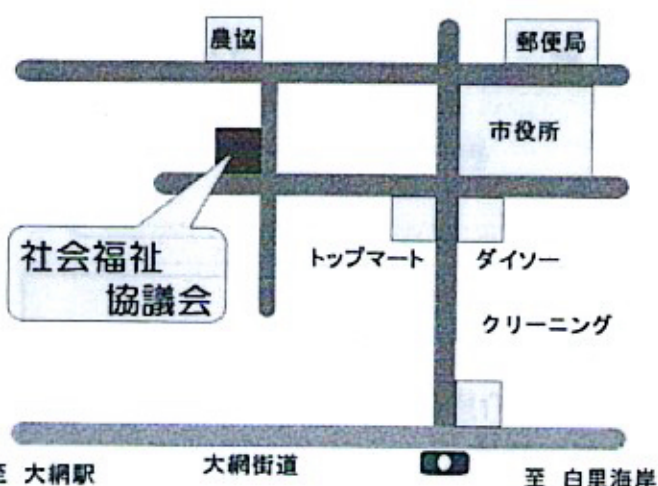 農協
郵便局
市役所
社会福祉
協議会
トップマート
ダイソー
クリーニング
至 大網駅
大網街道
至 白里海岸